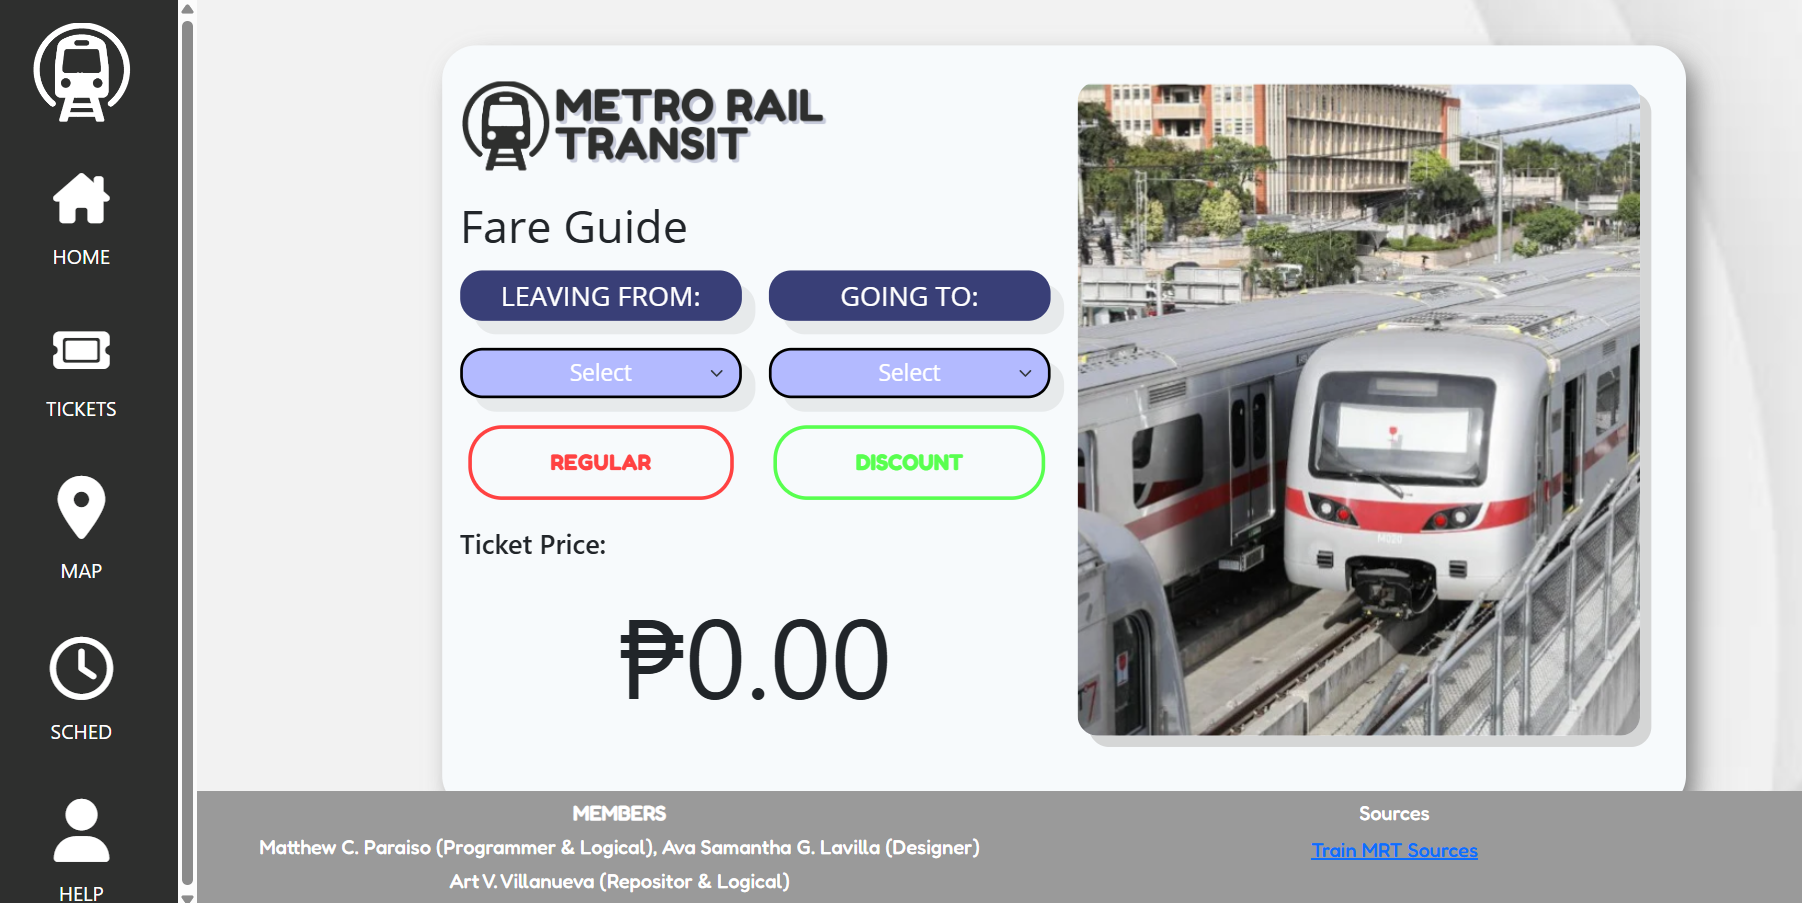 HOME
TICKETS
MAP
SCHED
HELP
METRO RAIL
TRANSIT
Fare Guide
LEAVING FROM:
GOING TO:
Select
Select
REGULAR
DISCOUNT
Ticket Price:
₱0.00
M020
MEMBERS
Matthew C. Paraiso (Programmer & Logical), Ava Samantha G. Lavilla (Designer)
Art V. Villanueva (Repositor & Logical)
Sources
Train MRT Sources